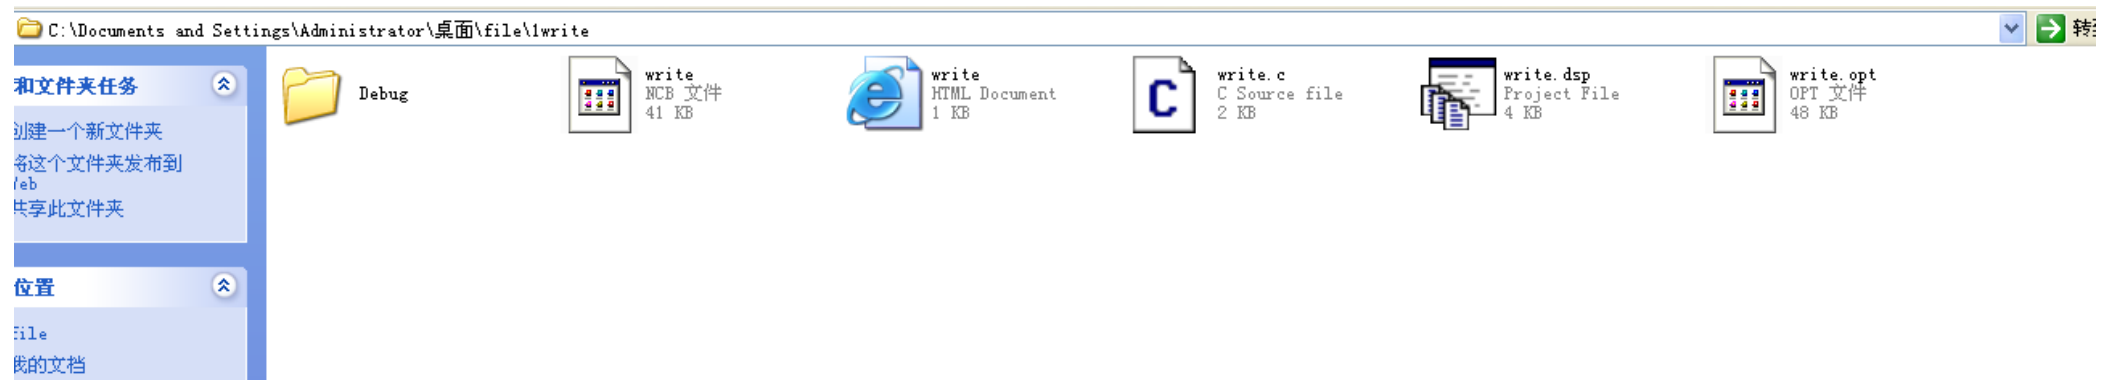 C:\Documents and Settings\Administrator\桌面\file\1write
转到
和文件夹任务
创建一个新文件夹
将这个文件夹发布到
Web
共享此文件夹
位置
file
我的文档
Debug
write
NCB 文件
41 KB
write
HTML Document
1 KB
write.c
C Source file
2 KB
write.dsp
Project File
4 KB
write.opt
OPT 文件
48 KB